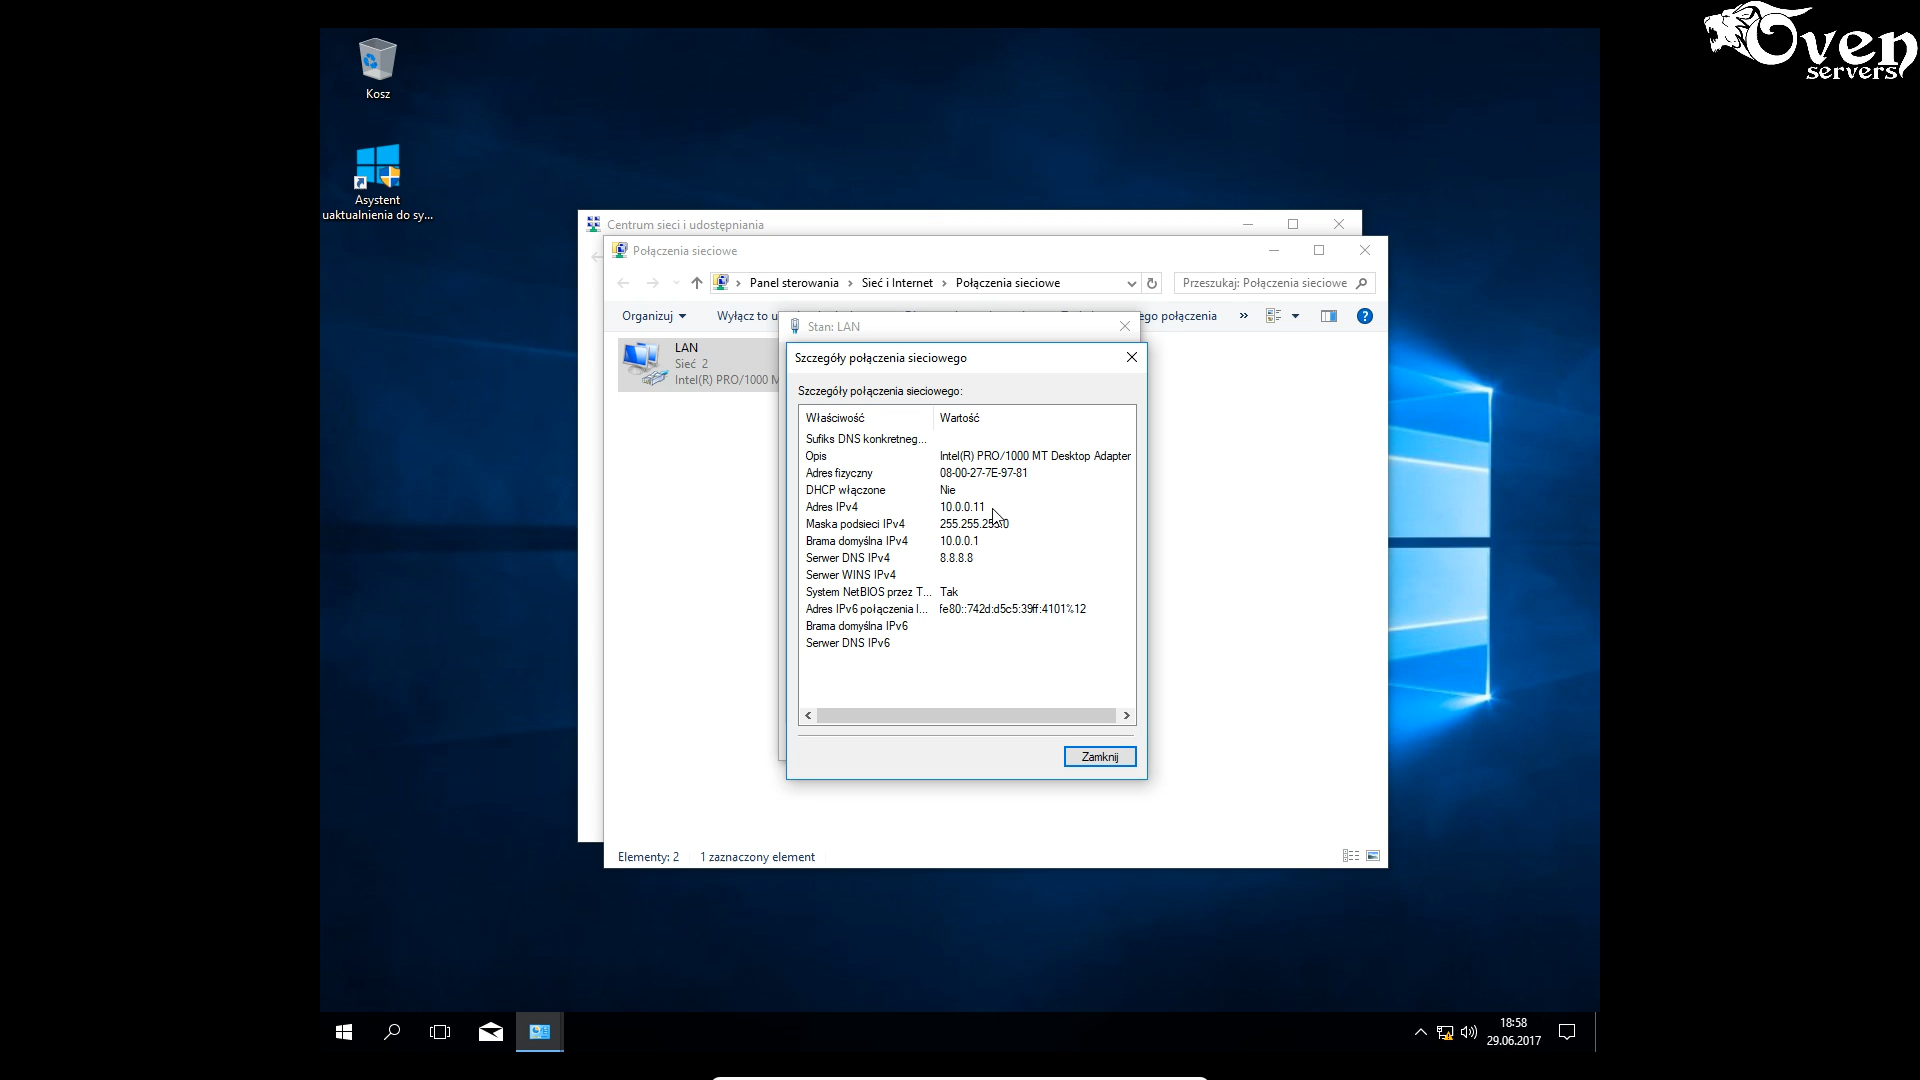 Oven
servers
Kosz
Asystent
uaktualnienia do sy...
Centrum sieci i udostępniania
Połączenia sieciowe
Panel sterowania
Sieć i Internet
Połączenia sieciowe
Przeszukaj: Połączenia sieciowe
Organizuj
Wyłącz to u
ego połączenia
»
LAN
Sieć 2
Intel(R) PRO/1000 M
Stan: LAN
Szczegóły połączenia sieciowego
Szczegóły połączenia sieciowego:
Właściwość Wartość
Sufiks DNS konkretneg...
Opis Intel(R) PRO/1000 MT Desktop Adapter
Adres fizyczny 08-00-27-7E-97-81
DHCP włączone Nie
Adres IPv4 10.0.0.11
Maska podsieci IPv4
Brama domyślna IPv4 10.0.0.1
Serwer DNS IPv4 8.8.8.8
Serwer WINS IPv4
System NetBIOS przez T... Tak
Adres IPv6 połączenia l... fe80::742d:d5c5:39ff:4101%12
Brama domyślna IPv6
Serwer DNS IPv6
Zamknij
Elementy: 2 1 zaznaczony element
18:58
29.06.2017